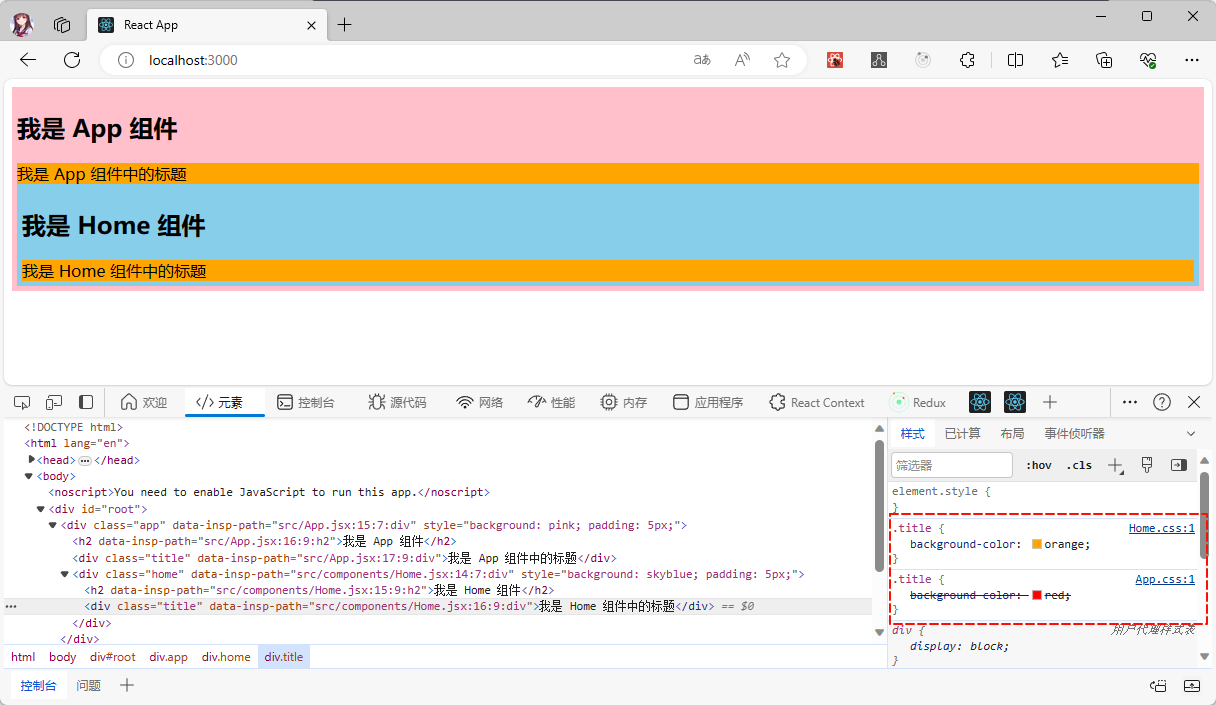 React App
localhost:3000
我是 App 组件
我是 App 组件中的标题
我是 Home 组件
我是 Home 组件中的标题
欢迎 </> 元素 控制台 源代码 网络 性能 内存 应用程序 React Context Redux
<!DOCTYPE html>
<html lang="en">
<head> ⋯ </head>
<body>
<noscript>You need to enable JavaScript to run this app.</noscript>
<div id="root">
<div class="app" data-insp-path="src/App.jsx:15:7:div" style="background: pink; padding: 5px;">
<h2 data-insp-path="src/App.jsx:16:9:h2">我是 App 组件</h2>
<div class="title" data-insp-path="src/App.jsx:17:9:div">我是 App 组件中的标题</div>
<div class="home" data-insp-path="src/components/Home.jsx:14:7:div" style="background: skyblue; padding: 5px;">
<h2 data-insp-path="src/components/Home.jsx:15:9:h2">我是 Home 组件</h2>
<div class="title" data-insp-path="src/components/Home.jsx:16:9:div">我是 Home 组件中的标题</div> == $0
</div>
</div>
html body div#root div.app div.home div.title
样式 已计算 布局 事件侦听器
筛选器 :hov .cls
element.style {
}
.title { Home.css:1
background-color: orange;
}
.title { App.css:1
background-color: red;
}
div { 用户代理样式表
display: block;
}
控制台 问题